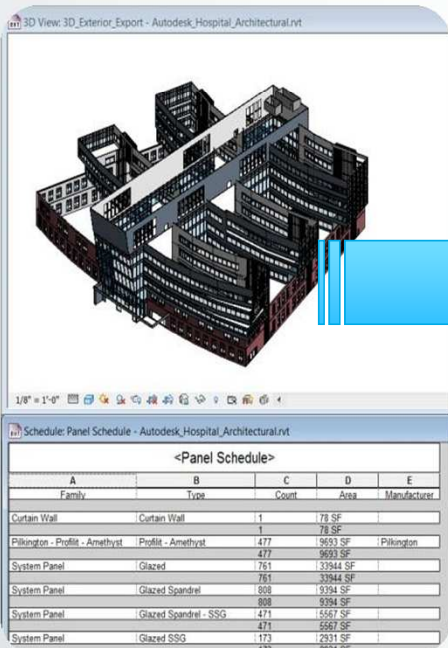 3D View: 3D_Exterior_Export - Autodesk_Hospital_Architectural.rvt
1/8" = 1'-0"
Schedule: Panel Schedule - Autodesk_Hospital_Architectural.rvt
<Panel Schedule>
A B C D E
Family Type Count Area Manufacturer
Curtain Wall Curtain Wall 1 78 SF
1 78 SF
Pilkington - Profilit - Amethyst Profilit - Amethyst 477 9693 SF Pilkington
477 9693 SF
System Panel Glazed 761 33944 SF
761 33944 SF
System Panel Glazed Spandrel 808 9394 SF
808 9394 SF
System Panel Glazed Spandrel - SSG 471 5567 SF
471 5567 SF
System Panel Glazed SSG 173 2931 SF